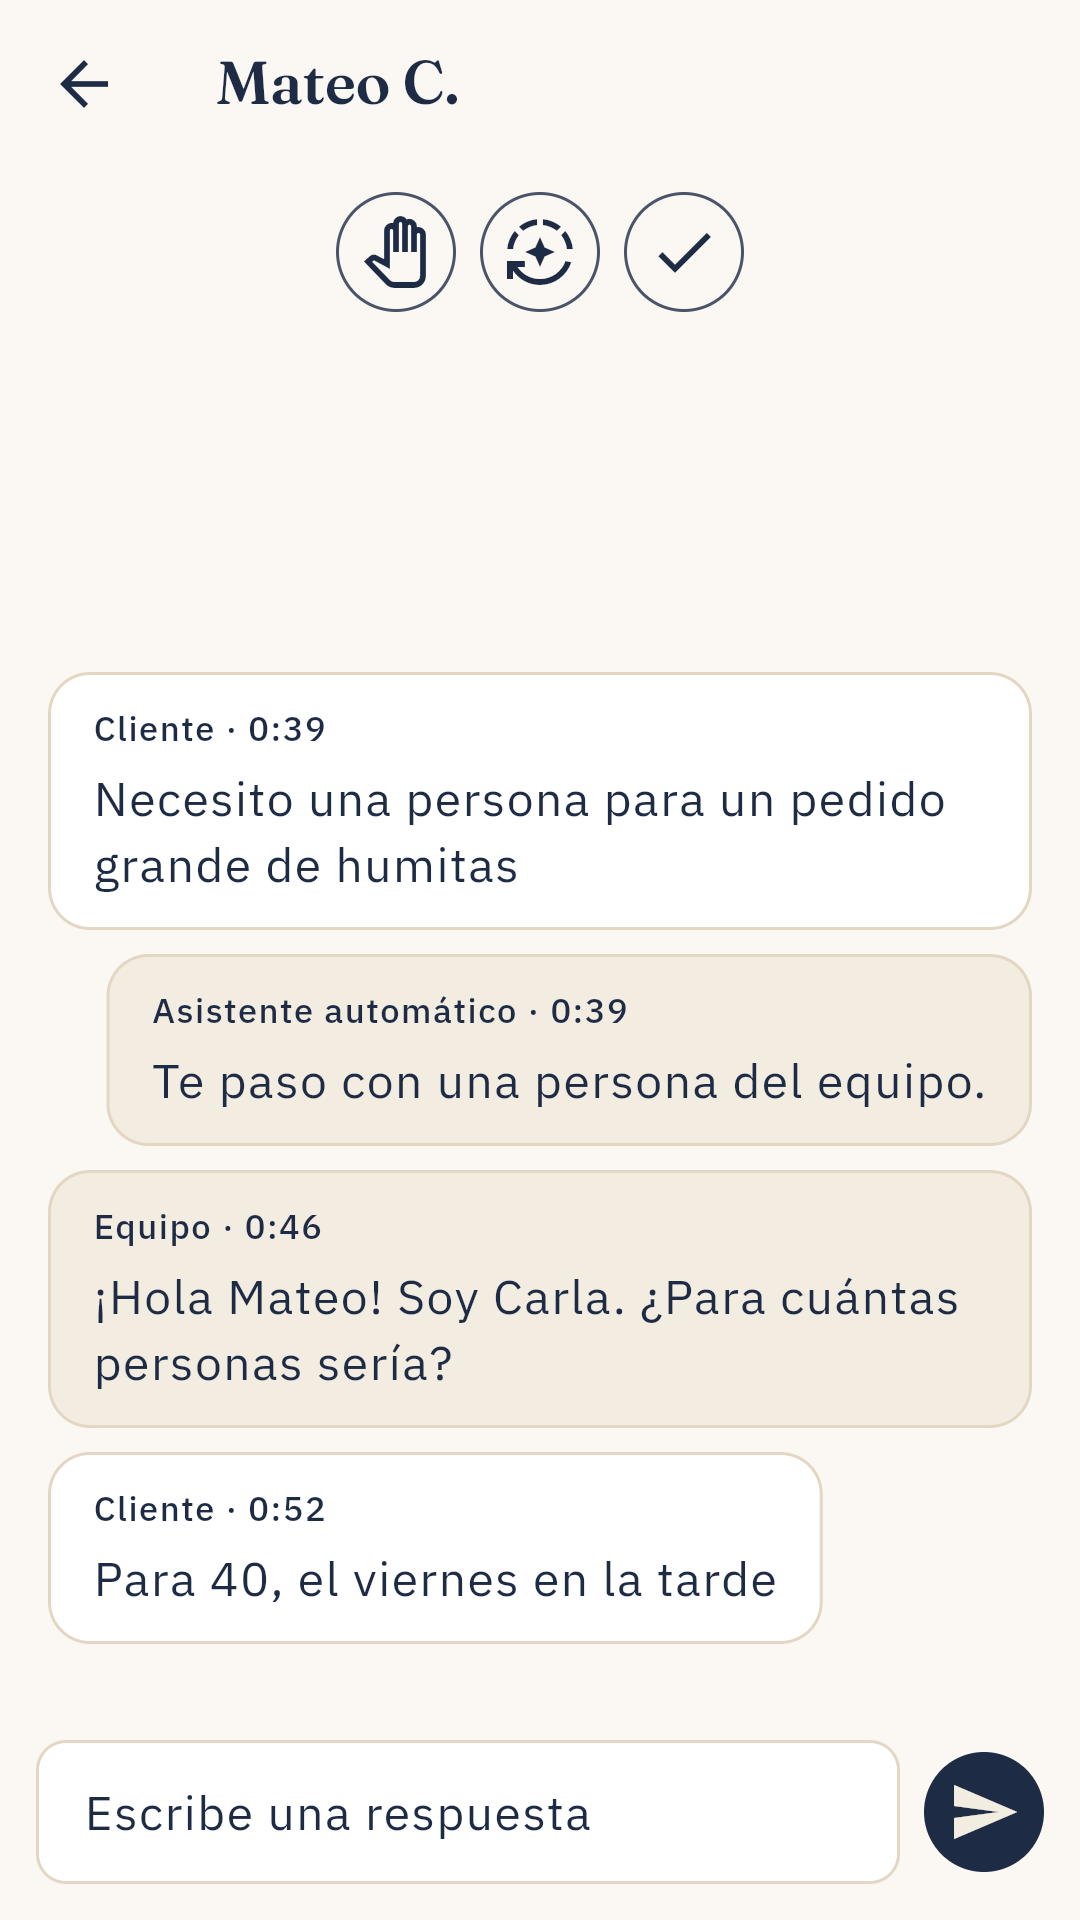 Mateo C.
Cliente · 0:39
Necesito una persona para un pedido
grande de humitas
Asistente automático · 0:39
Te paso con una persona del equipo.
Equipo · 0:46
¡Hola Mateo! Soy Carla. ¿Para cuántas
personas sería?
Cliente · 0:52
Para 40, el viernes en la tarde
Escribe una respuesta